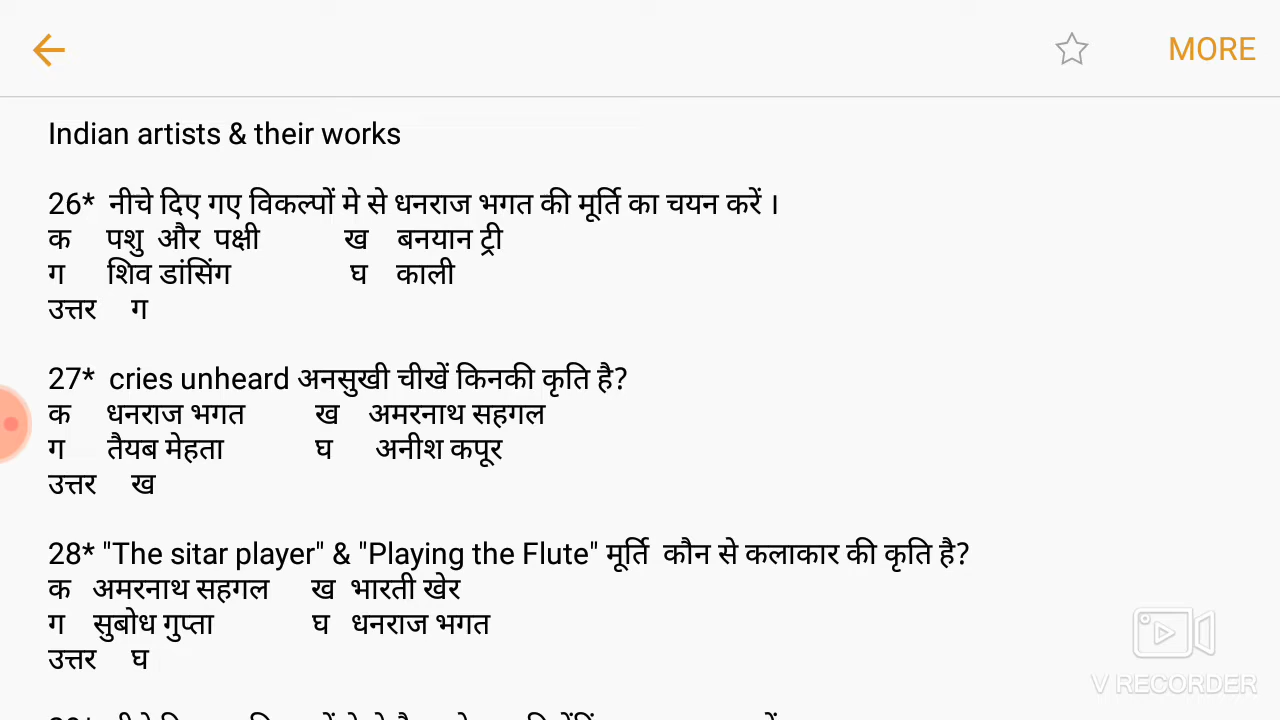 MORE
Indian artists & their works
26* नीचे दिए गए विकल्पों मे से धनराज भगत की मूर्ति का चयन करें ।
क पशु और पक्षी ख बनयान ट्री
ग शिव डांसिंग घ काली
उत्तर ग
27* cries unheard अनसुखी चीखें किनकी कृति है?
क धनराज भगत ख अमरनाथ सहगल
ग तैयब मेहता घ अनीश कपूर
उत्तर ख
28* "The sitar player" & "Playing the Flute" मूर्ति कौन से कलाकार की कृति है?
क अमरनाथ सहगल ख भारती खेर
ग सुबोध गुप्ता घ धनराज भगत
उत्तर घ
V RECORDER